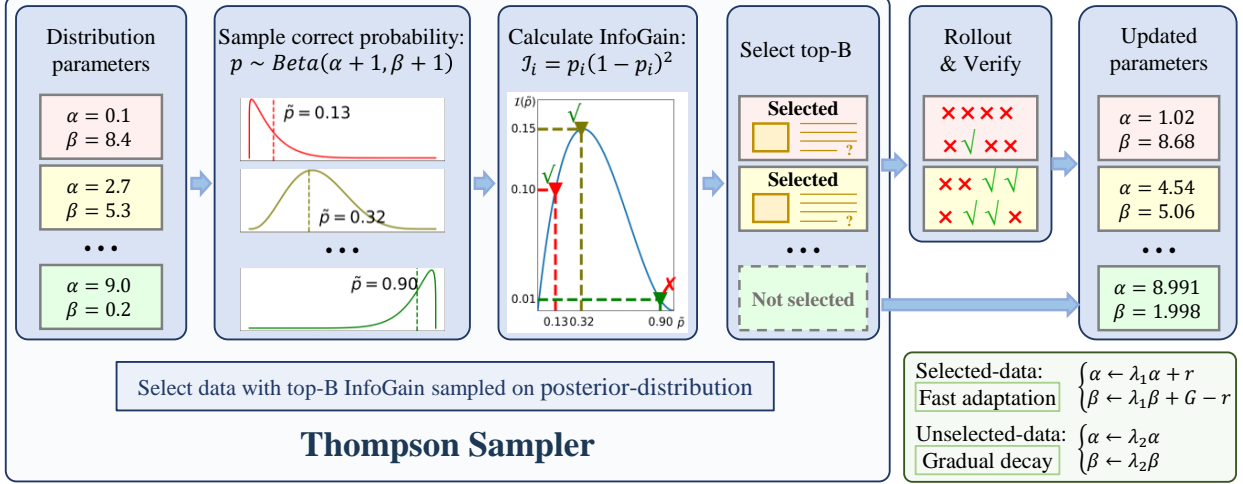 Distribution
parameters
α = 0.1
β = 8.4
α = 2.7
β = 5.3
•••
α = 9.0
β = 0.2
Sample correct probability:
p ~ Beta(α + 1, β + 1)
p̃ = 0.13
p̃ = 0.32
•••
p̃ = 0.90
Calculate InfoGain:
𝒥ᵢ = pᵢ(1 − pᵢ)²
I(p̃)
0.15
0.10
0.01
0.13 0.32 0.90 p̃
√
√
✗
Select top-B
Selected
?
Selected
?
•••
Not selected
Rollout
& Verify
× × × ×
× √ × ×
× × √ √
× √ √ ×
Updated
parameters
α = 1.02
β = 8.68
α = 4.54
β = 5.06
•••
α = 8.991
β = 1.998
Select data with top-B InfoGain sampled on posterior-distribution
Thompson Sampler
Selected-data:
Fast adaptation
{α ← λ₁α + r
β ← λ₁β + G − r
Unselected-data:
Gradual decay
{α ← λ₂α
β ← λ₂β